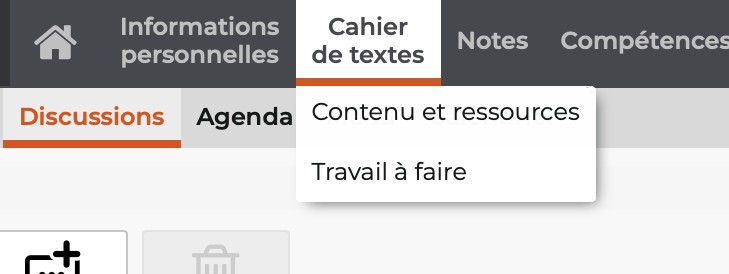 Informations
personnelles
Cahier
de textes
Notes
Compétences
Discussions
Agenda
Contenu et ressources
Travail à faire